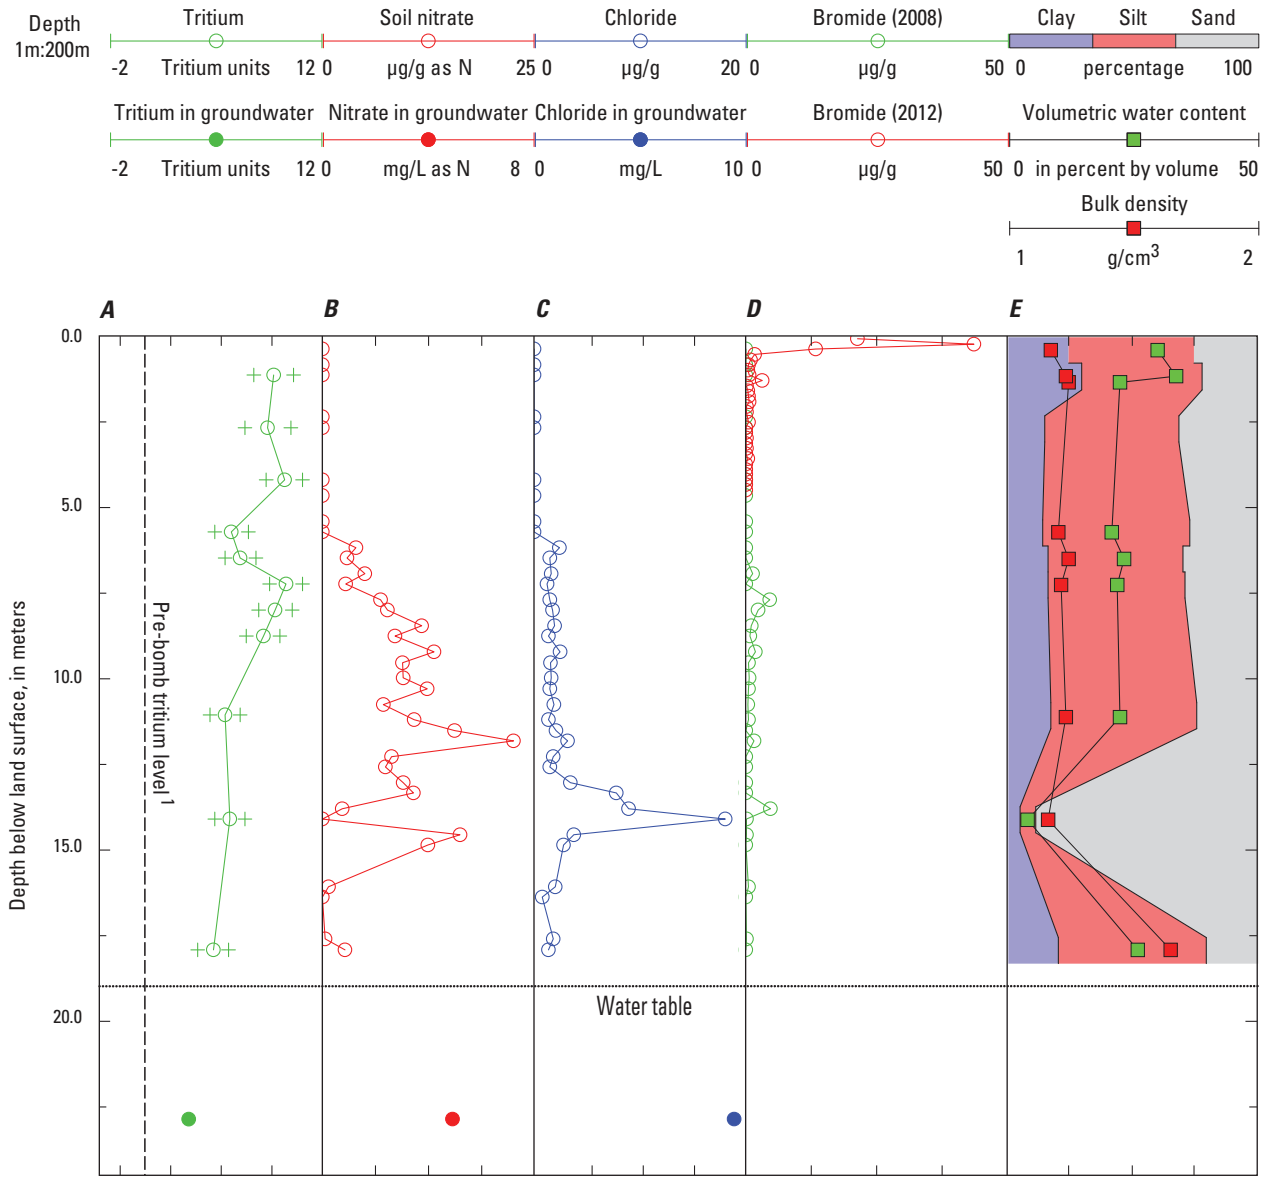 Depth
1m:200m
Tritium
-2 Tritium units 12
Soil nitrate
0 µg/g as N 25
Chloride
0 µg/g 20
Bromide (2008)
0 µg/g 50
Clay Silt Sand
0 percentage 100
Tritium in groundwater
-2 Tritium units 12
Nitrate in groundwater
0 mg/L as N 8
Chloride in groundwater
0 mg/L 10
Bromide (2012)
0 µg/g 50
Volumetric water content
0 in percent by volume 50
Bulk density
1 g/cm3 2
A B C D E
0.0
5.0
10.0
15.0
20.0
Depth below land surface, in meters
Pre-bomb tritium level1
Water table